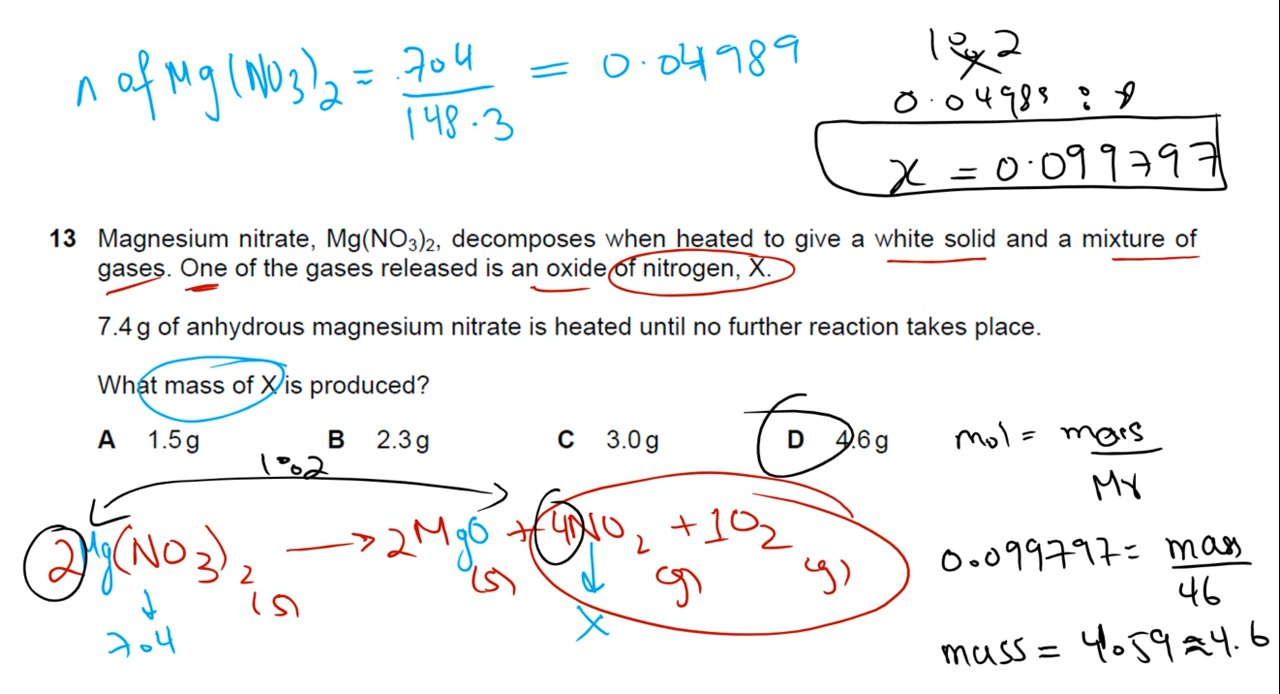 n of Mg(NO3)2 = 7.4 / 148.3 = 0.04989
1:2
0.04989 : x
x = 0.099797
13 Magnesium nitrate, Mg(NO₃)₂, decomposes when heated to give a white solid and a mixture of
gases. One of the gases released is an oxide of nitrogen, X.
7.4 g of anhydrous magnesium nitrate is heated until no further reaction takes place.
What mass of X is produced?
A 1.5 g B 2.3 g C 3.0 g D 4.6 g
1:2
2Mg(NO3)2 (s) → 2MgO (s) + 4NO2 (g) + 1O2 (g)
7.4
X
mol = mass / Mr
0.099797 = mass / 46
mass = 4.59 ≈ 4.6